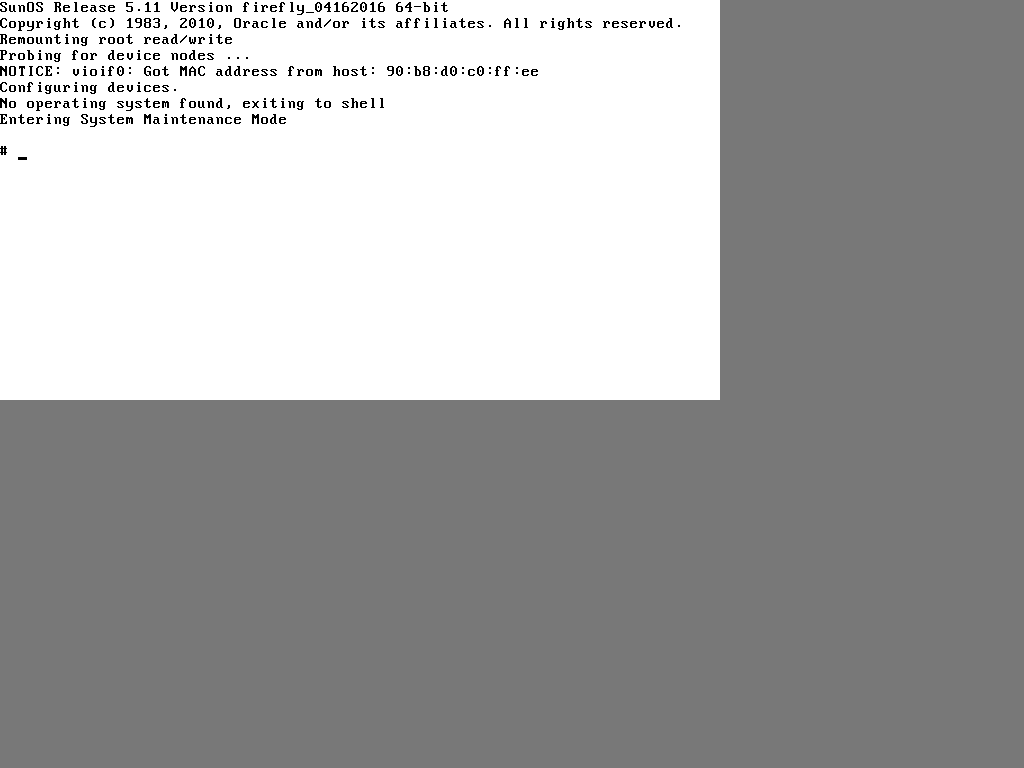 SunOS Release 5.11 Version firefly_04162016 64-bit
Copyright (c) 1983, 2010, Oracle and/or its affiliates. All rights reserved.
Remounting root read/write
Probing for device nodes ...
NOTICE: vioif0: Got MAC address from host: 90:b8:d0:c0:ff:ee
Configuring devices.
No operating system found, exiting to shell
Entering System Maintenance Mode
# _